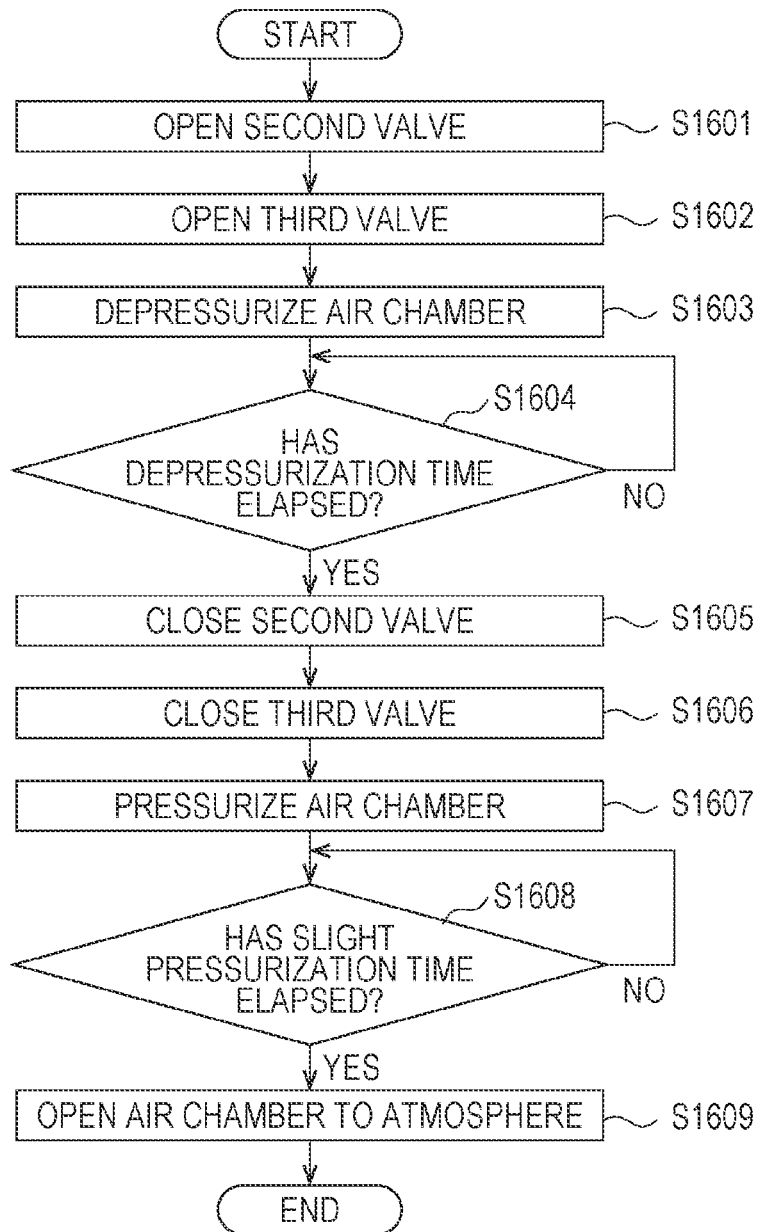 START
OPEN SECOND VALVE
S1601
OPEN THIRD VALVE
S1602
DEPRESSURIZE AIR CHAMBER
S1603
S1604
HAS
DEPRESSURIZATION TIME
ELAPSED?
NO
YES
CLOSE SECOND VALVE
S1605
CLOSE THIRD VALVE
S1606
PRESSURIZE AIR CHAMBER
S1607
S1608
HAS SLIGHT
PRESSURIZATION TIME
ELAPSED?
NO
YES
OPEN AIR CHAMBER TO ATMOSPHERE
S1609
END